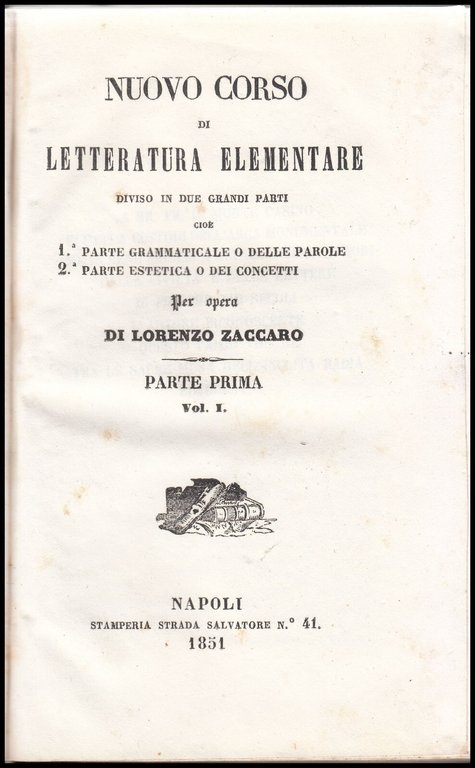 NUOVO CORSO
DI
LETTERATURA ELEMENTARE
DIVISO IN DUE GRANDI PARTI
CIOÈ
1.ª PARTE GRAMMATICALE O DELLE PAROLE
2.ª PARTE ESTETICA O DEI CONCETTI
Per opera
DI LORENZO ZACCARO
PARTE PRIMA
Vol. I.
NAPOLI
STAMPERIA STRADA SALVATORE N.º 41.
1851